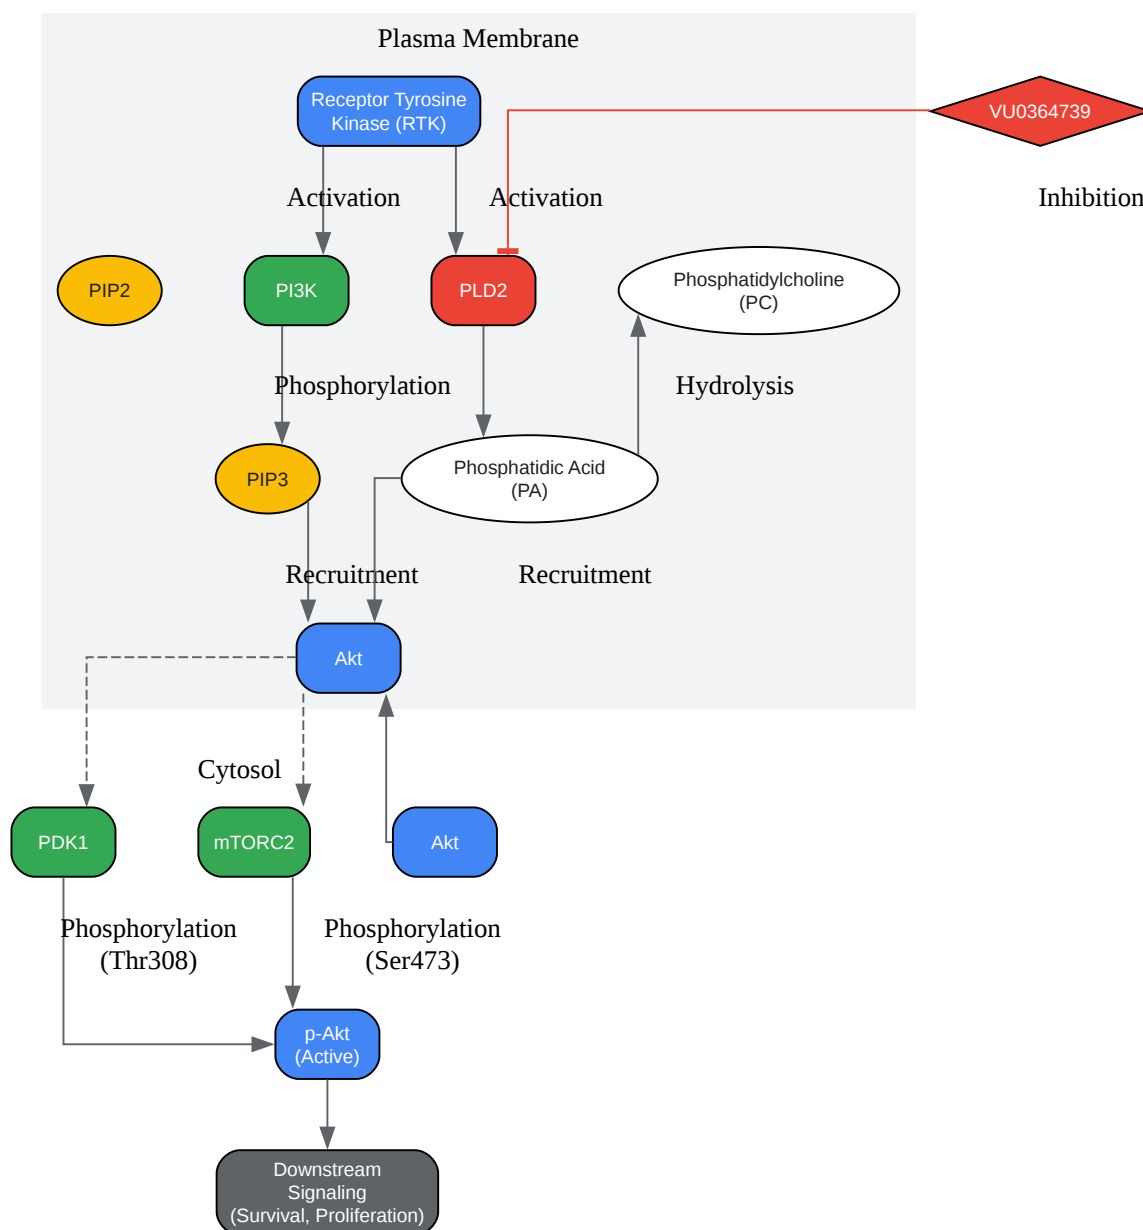 Plasma Membrane
Receptor Tyrosine
Kinase (RTK)
VU0364739
Activation
Activation
Inhibition
PIP2
PI3K
PLD2
Phosphatidylcholine
(PC)
Phosphorylation
Hydrolysis
PIP3
Phosphatidic Acid
(PA)
Recruitment
Recruitment
Akt
Cytosol
PDK1
mTORC2
Akt
Phosphorylation
(Thr308)
Phosphorylation
(Ser473)
p-Akt
(Active)
Downstream
Signaling
(Survival, Proliferation)